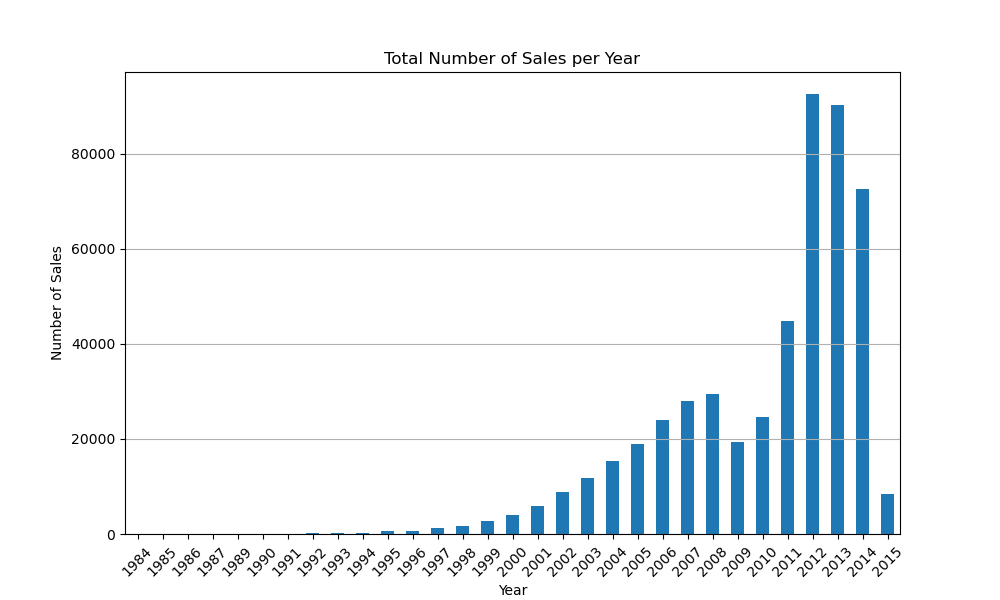 Total Number of Sales per Year
Number of Sales
80000
60000
40000
20000
0
1984 1985 1986 1987 1989 1990 1991 1992 1993 1994 1995 1996 1997 1998 1999 2000 2001 2002 2003 2004 2005 2006 2007 2008 2009 2010 2011 2012 2013 2014 2015
Year